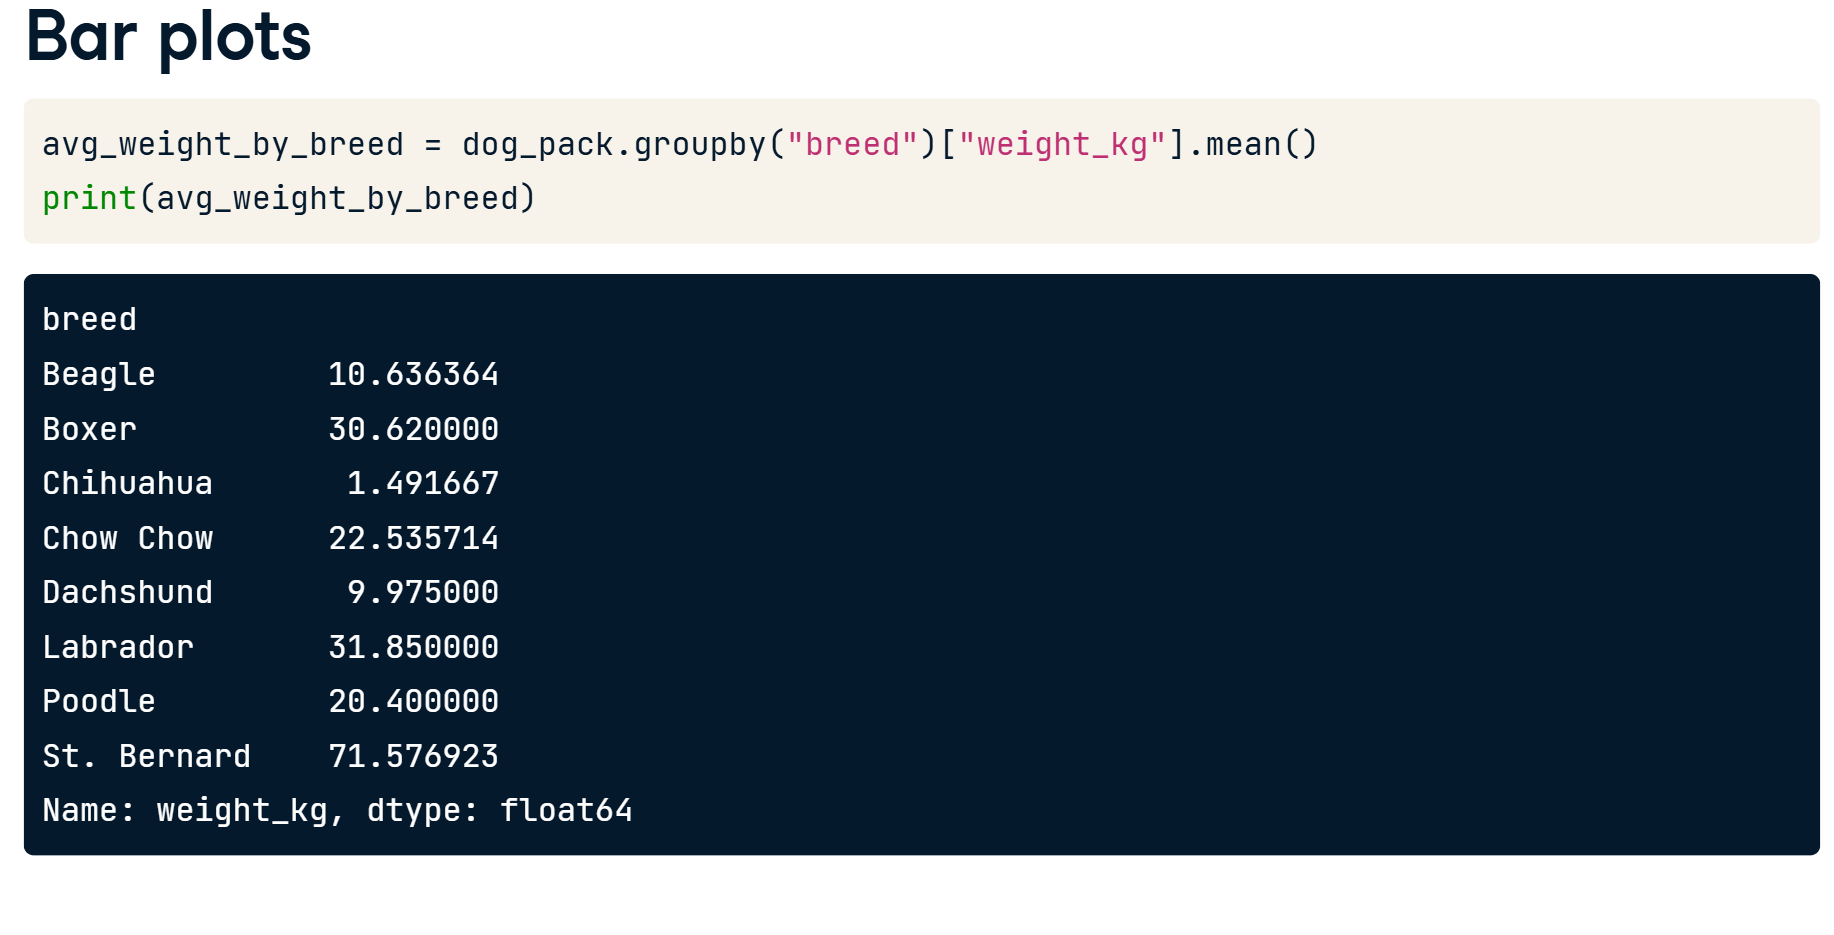 Bar plots
avg_weight_by_breed = dog_pack.groupby("breed")["weight_kg"].mean()
print(avg_weight_by_breed)
breed
Beagle         10.636364
Boxer          30.620000
Chihuahua       1.491667
Chow Chow      22.535714
Dachshund       9.975000
Labrador       31.850000
Poodle         20.400000
St. Bernard    71.576923
Name: weight_kg, dtype: float64